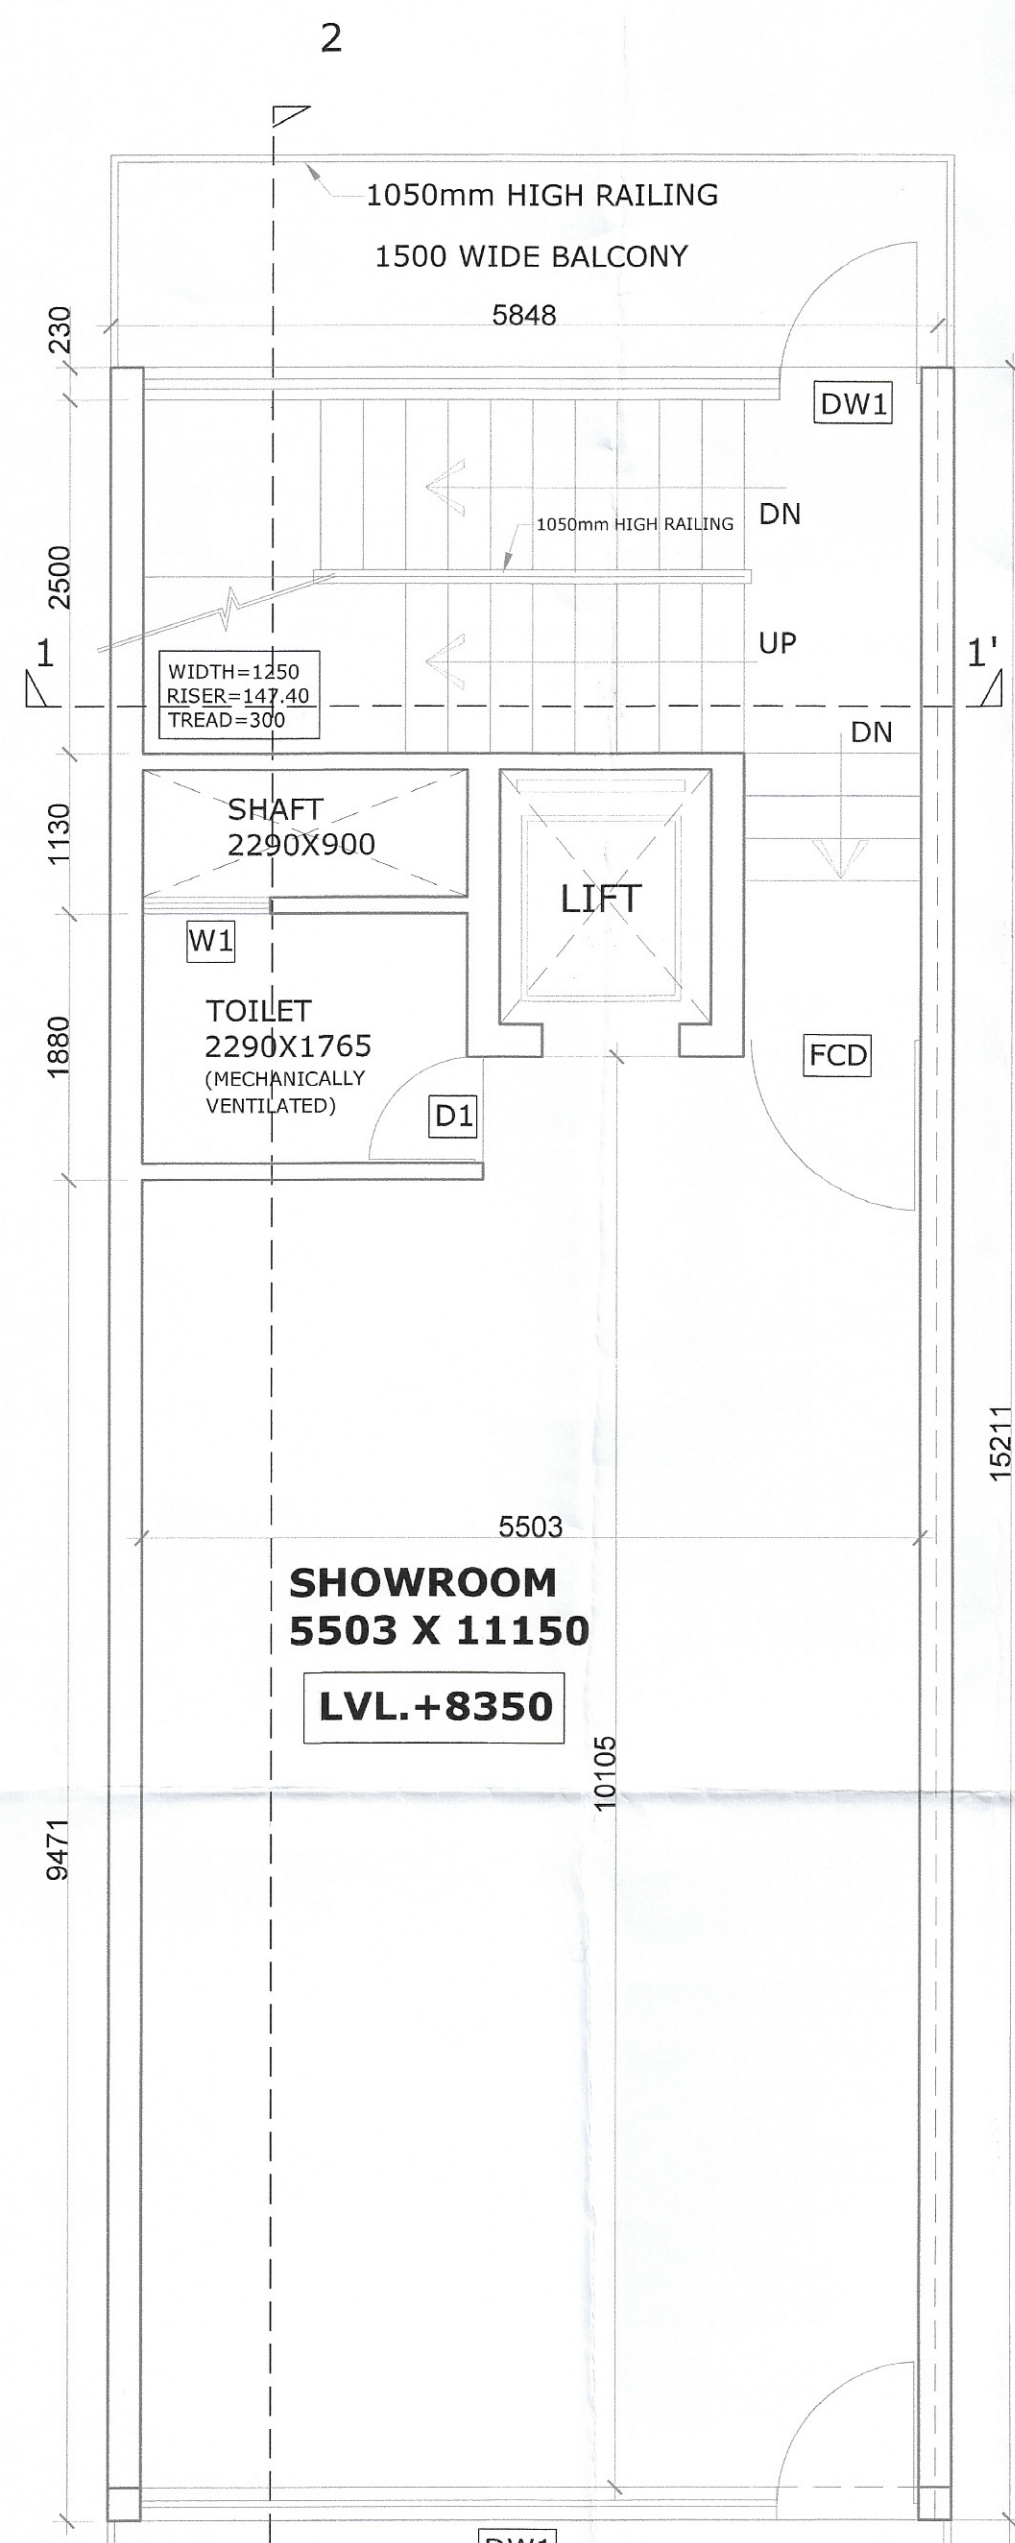 2
1050mm HIGH RAILING
1500 WIDE BALCONY
5848
230
DW1
2500
DN
1050mm HIGH RAILING
UP
1
1'
WIDTH=1250
RISER=147.40
TREAD=300
DN
1130
SHAFT
2290X900
LIFT
W1
1880
TOILET
2290X1765
(MECHANICALLY
VENTILATED)
D1
FCD
15211
5503
SHOWROOM
5503 X 11150
LVL.+8350
10105
9471
DW1